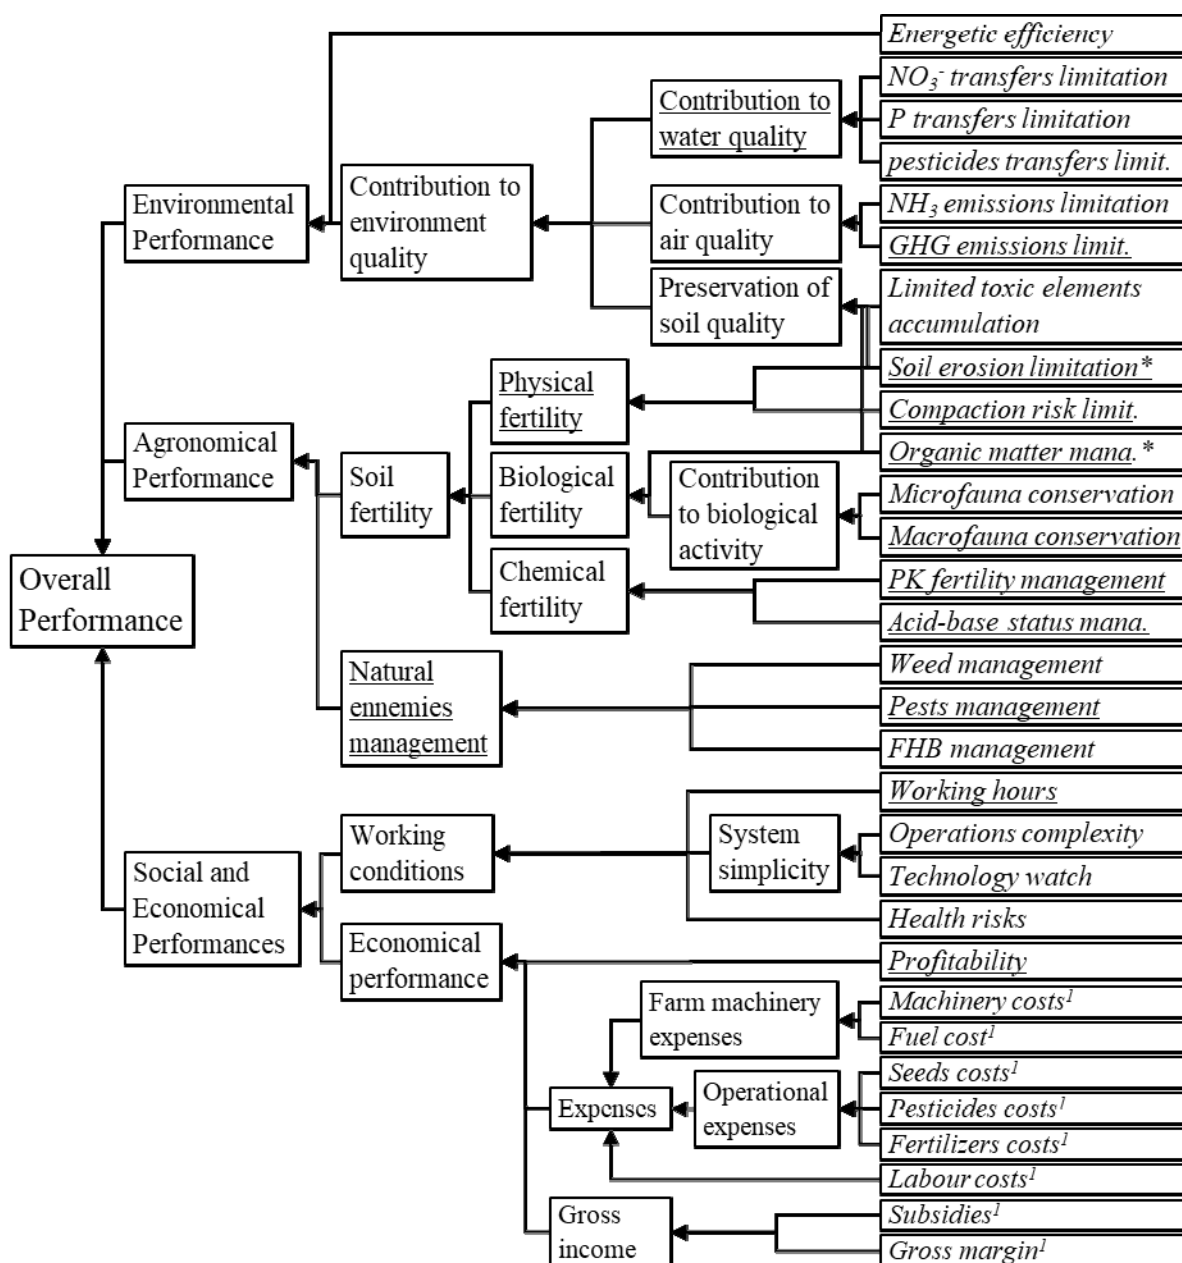 Energetic efficiency
NO3- transfers limitation
Contribution to
water quality
P transfers limitation
pesticides transfers limit.
Environmental
Performance
Contribution to
environment
quality
Contribution to
air quality
NH3 emissions limitation
GHG emissions limit.
Preservation of
soil quality
Limited toxic elements
accumulation
Soil erosion limitation*
Physical
fertility
Compaction risk limit.
Agronomical
Performance
Soil
fertility
Biological
fertility
Organic matter mana.*
Contribution
to biological
activity
Microfauna conservation
Macrofauna conservation
Overall
Performance
Chemical
fertility
PK fertility management
Acid-base status mana.
Natural
ennemies
management
Weed management
Pests management
FHB management
Working hours
Working
conditions
System
simplicity
Operations complexity
Technology watch
Social and
Economical
Performances
Health risks
Economical
performance
Profitability
Farm machinery
expenses
Machinery costs1
Fuel cost1
Expenses
Operational
expenses
Seeds costs1
Pesticides costs1
Fertilizers costs1
Labour costs1
Gross
income
Subsidies1
Gross margin1